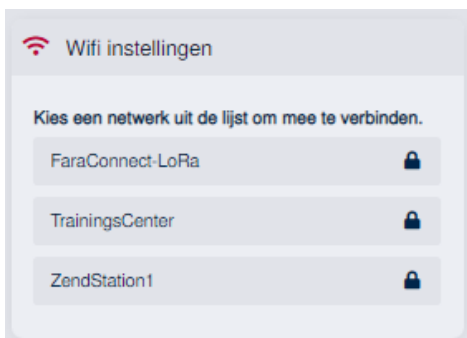 Wifi instellingen
Kies een netwerk uit de lijst om mee te verbinden.
FaraConnect-LoRa
TrainingsCenter
ZendStation1